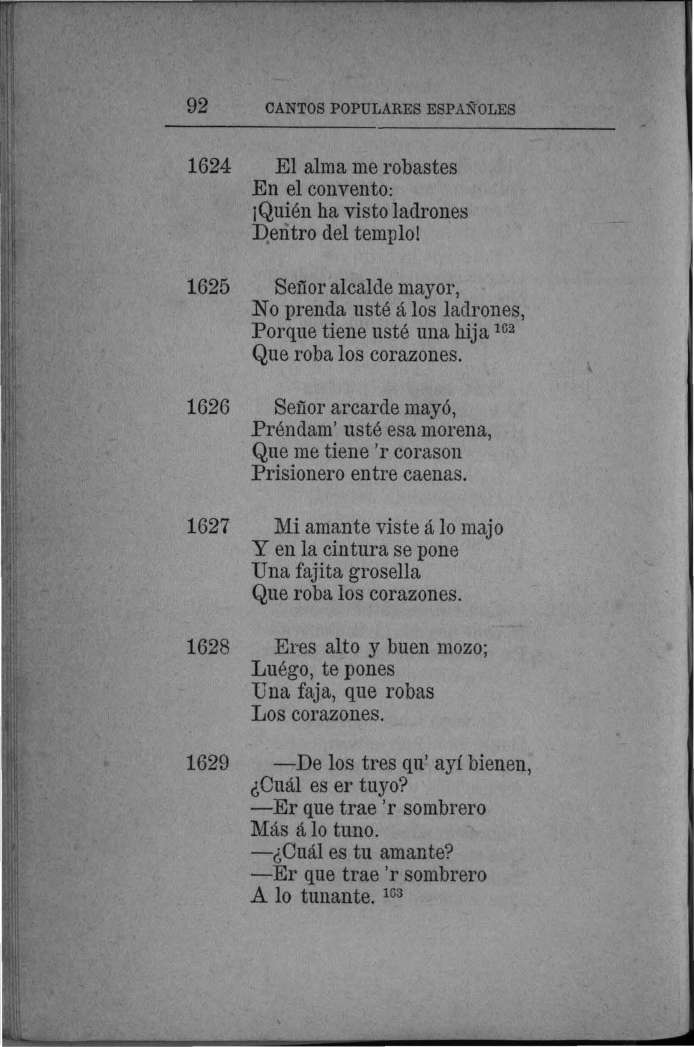 92 CANTOS POPULARES ESPAÑOLES
1624 El alma me robastes
En el convento:
¡Quién ha visto ladrones
Dentro del templo!
1625 Señor alcalde mayor,
No prenda usté á los ladrones,
Porque tiene usté una hija 162
Que roba los corazones.
1626 Señor arcarde mayó,
Préndam' usté esa morena,
Que me tiene 'r corason
Prisionero entre caenas.
1627 Mi amante viste á lo majo
Y en la cintura se pone
Una fajita grosella
Que roba los corazones.
1628 Eres alto y buen mozo;
Luégo, te pones
Una faja, que robas
Los corazones.
1629 —De los tres qu' ayí bienen,
¿Cuál es er tuyo?
—Er que trae 'r sombrero
Más á lo tuno.
—¿Cuál es tu amante?
—Er que trae 'r sombrero
A lo tunante. 163